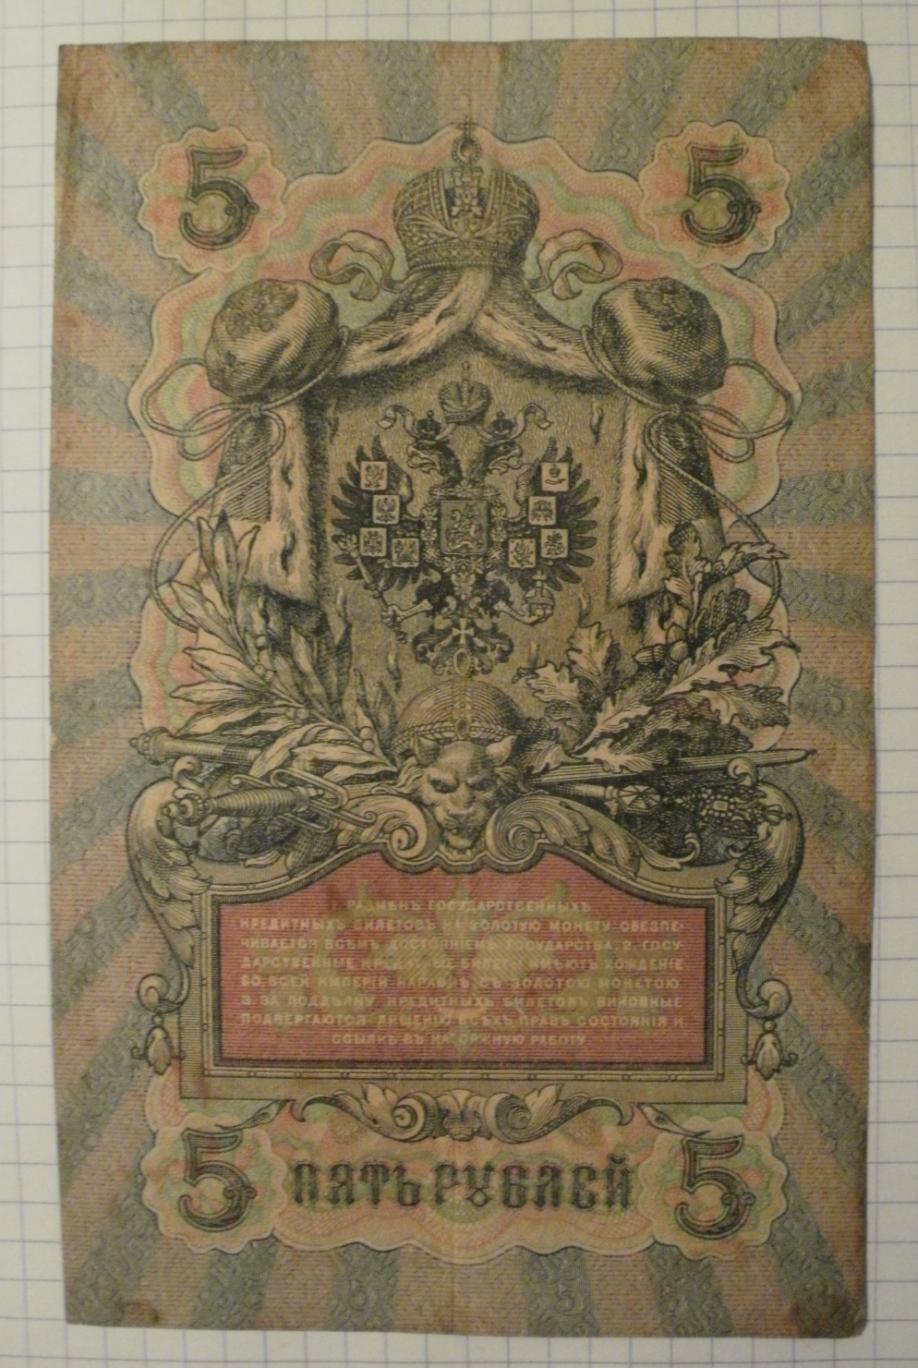 5 5
РАЗМѢНЪ ГОСУДАРСТВЕННЫХЪ
КРЕДИТНЫХЪ БИЛЕТОВЪ НА ЗОЛОТУЮ МОНЕТУ ОБЕЗПЕ-
ЧИВАЕТСЯ ВСѢМЪ ДОСТОЯНІЕМЪ ГОСУДАРСТВА. 2. ГОСУ-
ДАРСТВЕННЫЕ КРЕДИТНЫЕ БИЛЕТЫ ИМѢЮТЪ ХОЖДЕНІЕ
ВО ВСЕЙ ИМПЕРІИ НАРАВНѢ СЪ ЗОЛОТОЮ МОНЕТОЮ
3. ЗА ПОДДѢЛКУ КРЕДИТНЫХЪ БИЛЕТОВЪ ВИНОВНЫЕ
ПОДВЕРГАЮТСЯ ЛИШЕНІЮ ВСѢХЪ ПРАВЪ СОСТОЯНІЯ И
ССЫЛКѢ ВЪ КАТОРЖНУЮ РАБОТУ.
5 ПЯТЬ РУБЛЕЙ 5